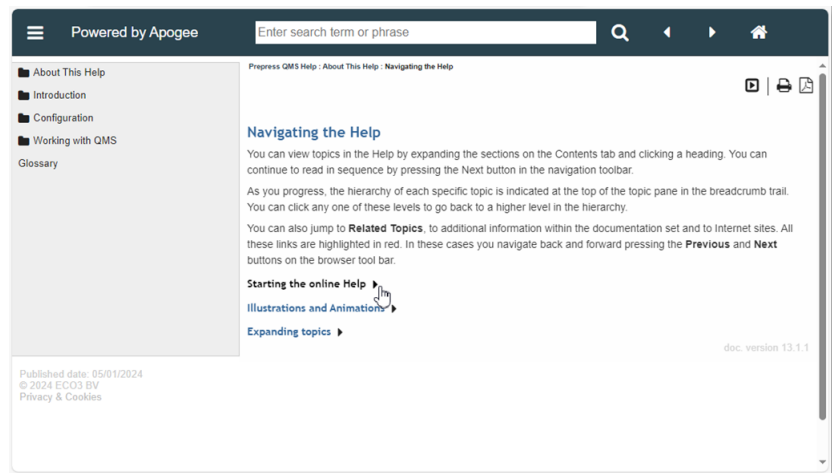 Powered by Apogee
Enter search term or phrase
About This Help
Introduction
Configuration
Working with QMS
Glossary
Prepress QMS Help : About This Help : Navigating the Help
Navigating the Help
You can view topics in the Help by expanding the sections on the Contents tab and clicking a heading. You can
continue to read in sequence by pressing the Next button in the navigation toolbar.
As you progress, the hierarchy of each specific topic is indicated at the top of the topic pane in the breadcrumb trail.
You can click any one of these levels to go back to a higher level in the hierarchy.
You can also jump to Related Topics, to additional information within the documentation set and to Internet sites. All
these links are highlighted in red. In these cases you navigate back and forward pressing the Previous and Next
buttons on the browser tool bar.
Starting the online Help
Illustrations and Animations
Expanding topics
doc. version 13.1.1
Published date: 05/01/2024
© 2024 ECO3 BV
Privacy & Cookies